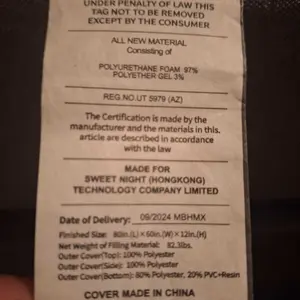 UNDER PENALTY OF LAW THIS
TAG NOT TO BE REMOVED
EXCEPT BY THE CONSUMER
ALL NEW MATERIAL
Consisting of
POLYURETHANE FOAM: 97%
POLYETHER GEL 3%
REG.NO.UT 5979 (AZ)
The Certification is made by the
manufacturer and the materials in this.
article are described in accordance
with the law
MADE FOR
SWEET NIGHT (HONGKONG)
TECHNOLOGY COMPANY LIMITED
Date of Delivery: 09/2024 MBHMX
Finished Size: 80in.(L) × 60in.(W) × 12in.(H)
Net Weight of Filling Material: 82.3lbs.
Outer Cover(Top): 100% Polyester
Outer Cover(Side): 100% Polyester
Outer Cover(Bottom): 80% Polyester, 20% PVC+Resin
COVER MADE IN CHINA